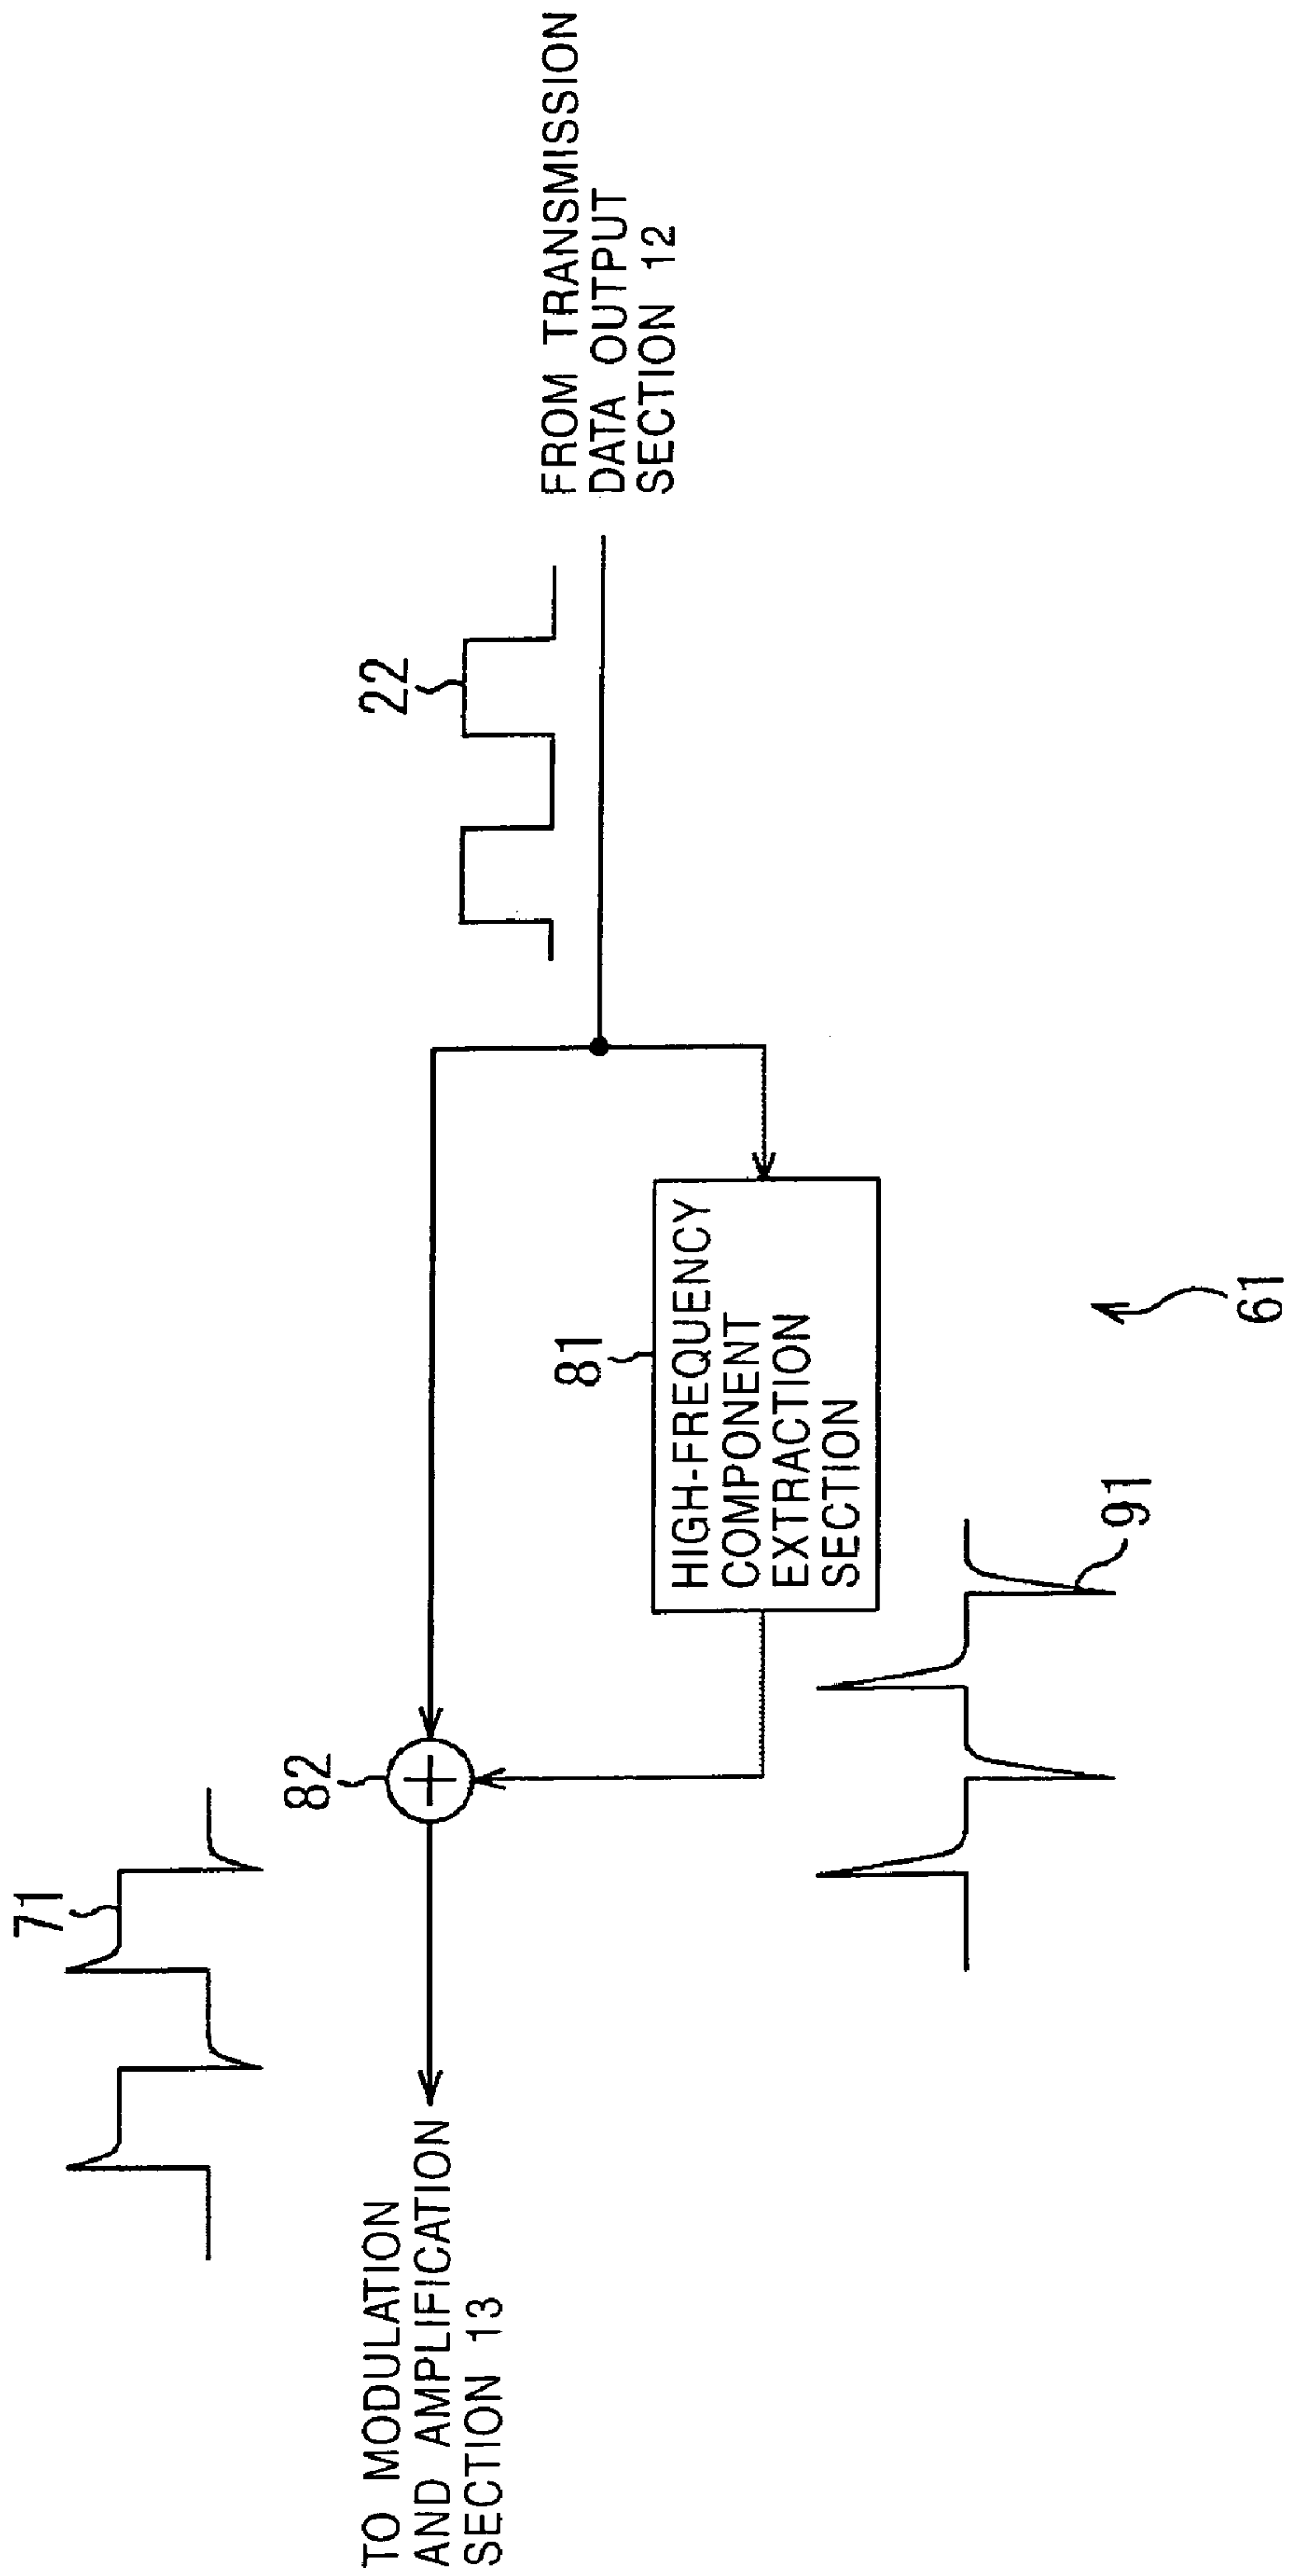 TO MODULATION
AND AMPLIFICATION
SECTION 13
71
82
81
HIGH-FREQUENCY
COMPONENT
EXTRACTION
SECTION
91
61
22
FROM TRANSMISSION
DATA OUTPUT
SECTION 12